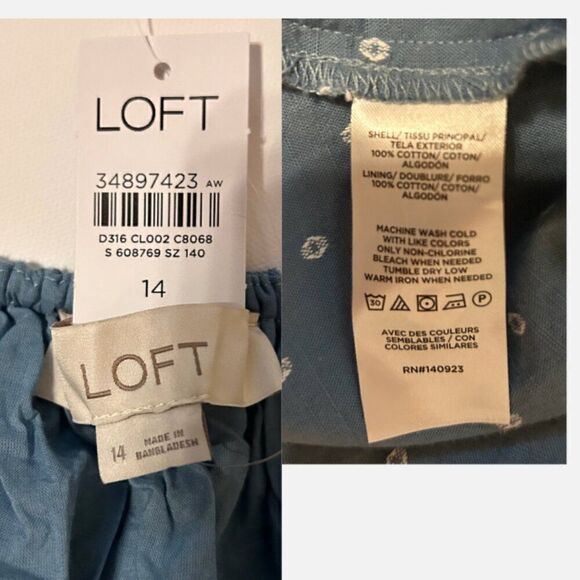 LOFT
34897423 AW
D316 CL002 C8068
S 608769 SZ 140
14
LOFT
14
MADE IN
BANGLADESH
SHELL/ TISSU PRINCIPAL/
TELA EXTERIOR
100% COTTON/ COTON/
ALGODÓN
LINING/ DOUBLURE/ FORRO
100% COTTON/ COTON/
ALGODÓN
MACHINE WASH COLD
WITH LIKE COLORS
ONLY NON-CHLORINE
BLEACH WHEN NEEDED
TUMBLE DRY LOW
WARM IRON WHEN NEEDED
30 P
AVEC DES COULEURS
SEMBLABLES / CON
COLORES SIMILARES
RN#140923